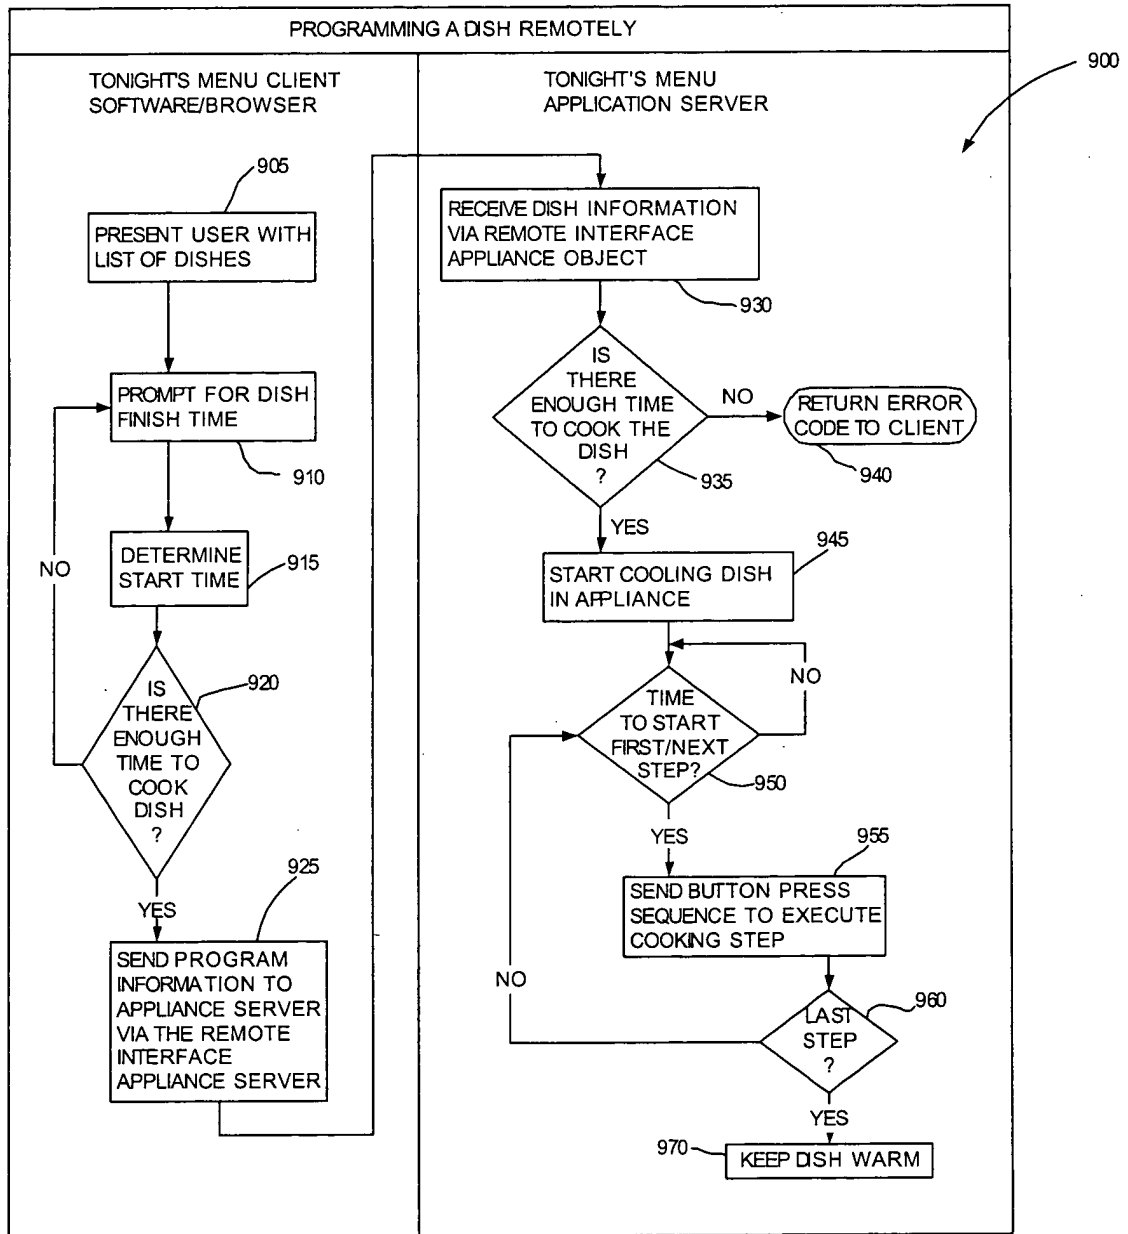 PROGRAMMING A DISH REMOTELY
900
TONIGHT'S MENU CLIENT
SOFTWARE/BROWSER
905
PRESENT USER WITH
LIST OF DISHES
PROMPT FOR DISH
FINISH TIME
910
DETERMINE
START TIME
915
NO
920
IS
THERE
ENOUGH
TIME TO
COOK
DISH
?
YES
925
SEND PROGRAM
INFORMATION TO
APPLIANCE SERVER
VIA THE REMOTE
INTERFACE
APPLIANCE SERVER
TONIGHT'S MENU
APPLICATION SERVER
RECEIVE DISH INFORMATION
VIA REMOTE INTERFACE
APPLIANCE OBJECT
930
IS
THERE
ENOUGH TIME
TO COOK THE
DISH
?
935
NO
RETURN ERROR
CODE TO CLIENT
940
YES
945
START COOLING DISH
IN APPLIANCE
NO
TIME
TO START
FIRST/NEXT
STEP?
950
YES
955
SEND BUTTON PRESS
SEQUENCE TO EXECUTE
COOKING STEP
NO
960
LAST
STEP
?
YES
970
KEEP DISH WARM